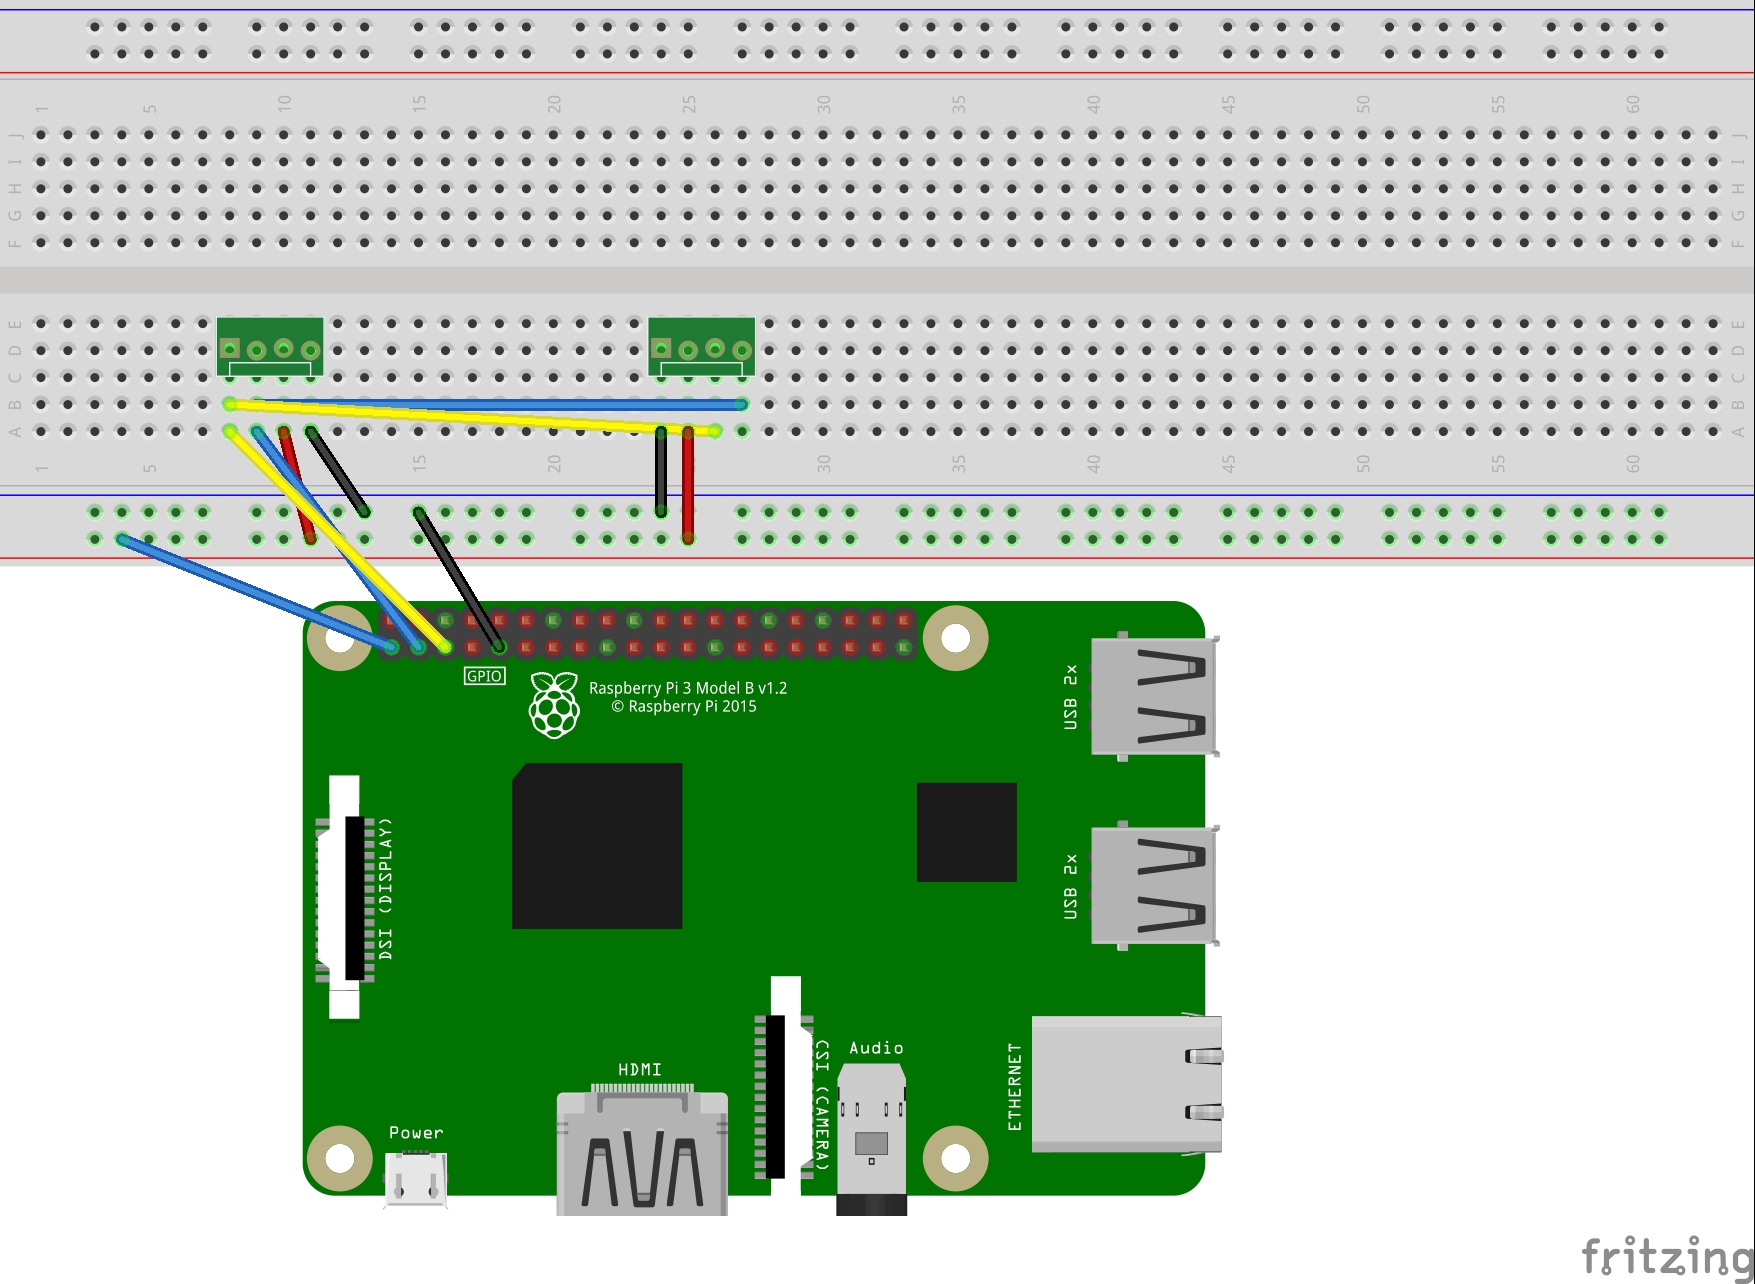 1 5 10 15 20 25 30 35 40 45 50 55 60
J J
I I
H H
G G
F F
E E
D D
C C
B B
A A
1 5 15 20 25 30 35 40 45 50 55 60
GPIO
Raspberry Pi 3 Model B v1.2
© Raspberry Pi 2015
USB 2x
DSI (DISPLAY)
USB 2x
HDMI
CSI (CAMERA)
Audio
ETHERNET
Power
fritzing